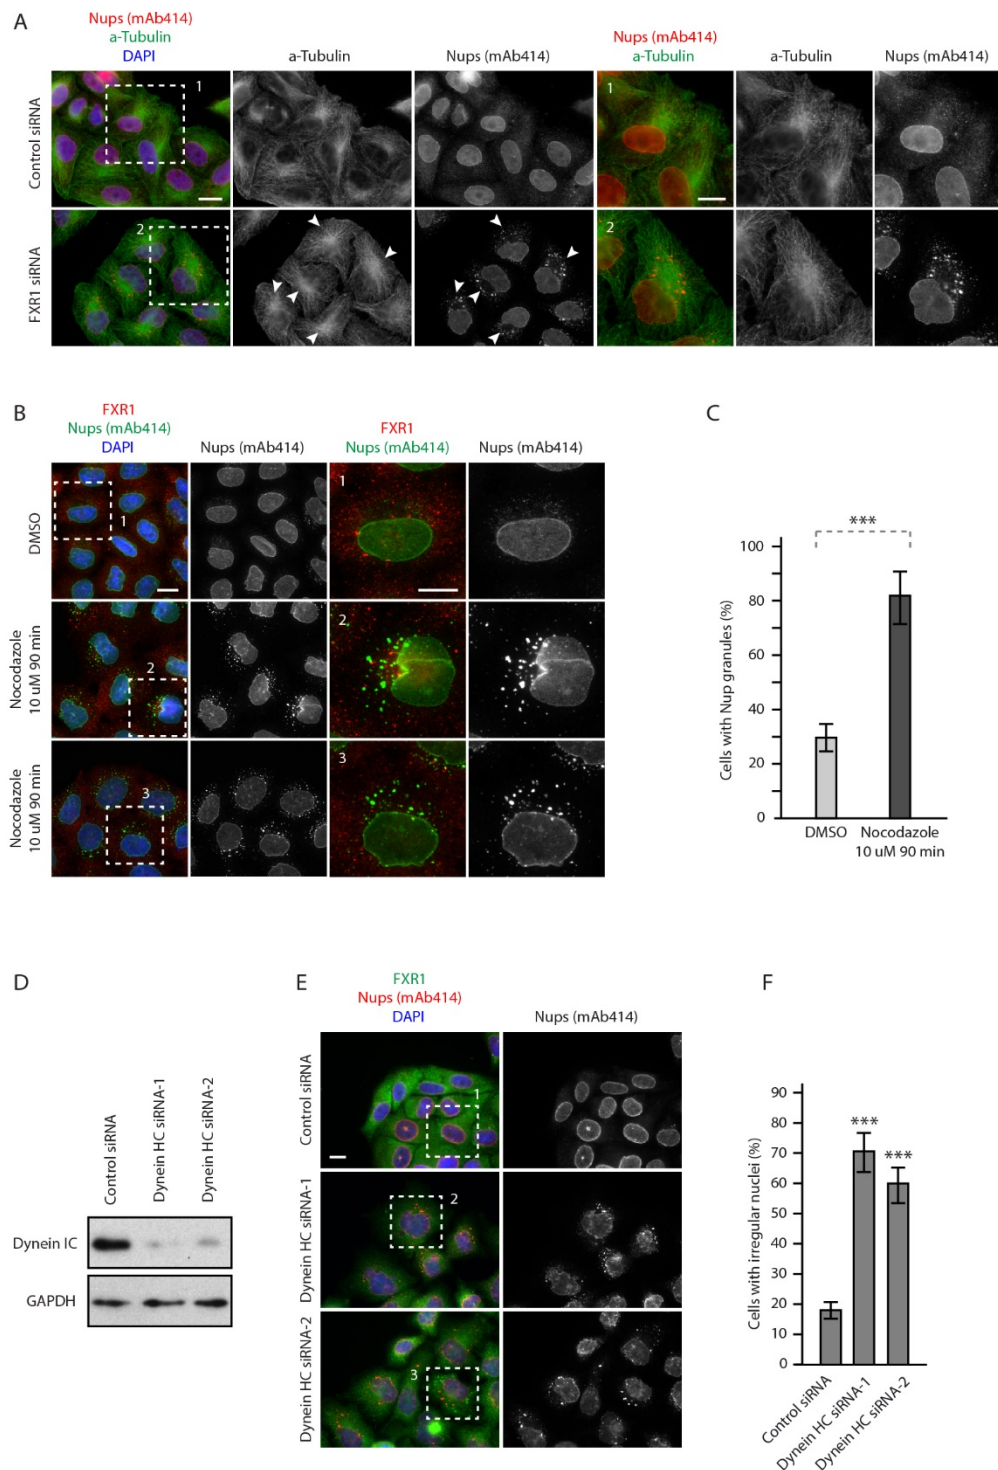 A
Nups (mAb414)
a-Tubulin
DAPI
a-Tubulin
Nups (mAb414)
Nups (mAb414)
a-Tubulin
a-Tubulin
Nups (mAb414)
Control siRNA
1
1
FXR1 siRNA
2
2
B
FXR1
Nups (mAb414)
DAPI
Nups (mAb414)
FXR1
Nups (mAb414)
Nups (mAb414)
DMSO
1
1
Nocodazole
10 uM 90 min
2
2
Nocodazole
10 uM 90 min
3
3
C
***
Cells with Nup granules (%)
100
80
60
40
20
0
DMSO
Nocodazole
10 uM 90 min
D
Control siRNA
Dynein HC siRNA-1
Dynein HC siRNA-2
Dynein IC
GAPDH
E
FXR1
Nups (mAb414)
DAPI
Nups (mAb414)
Control siRNA
1
Dynein HC siRNA-1
2
Dynein HC siRNA-2
3
F
Cells with irregular nuclei (%)
90
80
70
60
50
40
30
20
10
0
***
***
Control siRNA
Dynein HC siRNA-1
Dynein HC siRNA-2